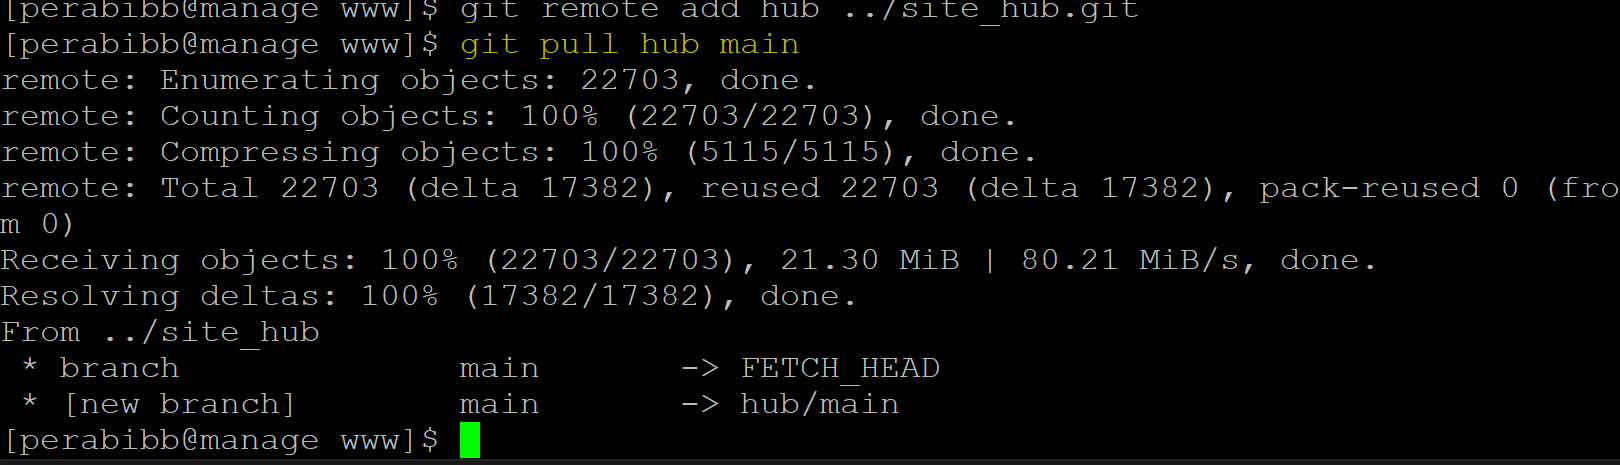 [perabibb@manage www]$ git remote add hub ../site_hub.git
[perabibb@manage www]$ git pull hub main
remote: Enumerating objects: 22703, done.
remote: Counting objects: 100% (22703/22703), done.
remote: Compressing objects: 100% (5115/5115), done.
remote: Total 22703 (delta 17382), reused 22703 (delta 17382), pack-reused 0 (fro
m 0)
Receiving objects: 100% (22703/22703), 21.30 MiB | 80.21 MiB/s, done.
Resolving deltas: 100% (17382/17382), done.
From ../site_hub
 * branch              main       -> FETCH_HEAD
 * [new branch]        main       -> hub/main
[perabibb@manage www]$